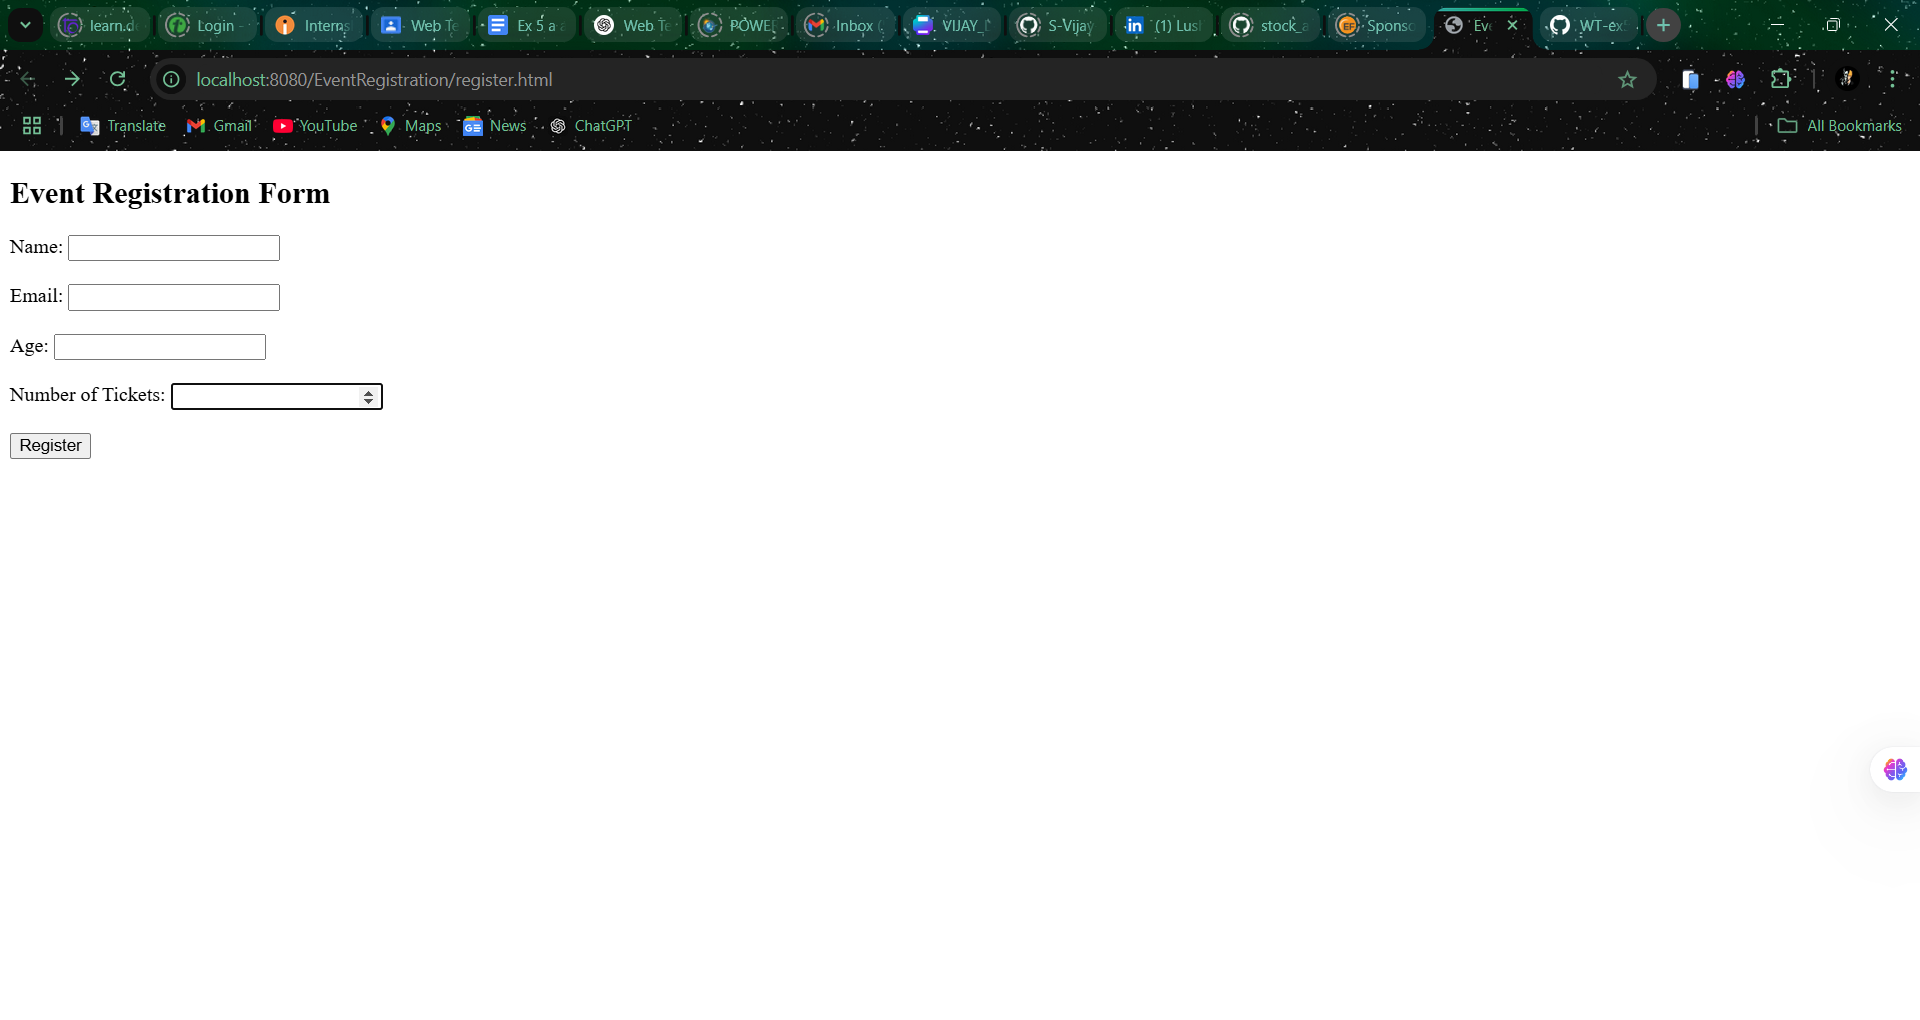 learn.d
Login -
Interns
Web Te
Ex 5 a a
Web Te
POWE
Inbox (
VIJAY_
S-Vijay
(1) Lus
stock_a
Sponso
Eve
WT-ex
localhost:8080/EventRegistration/register.html
Translate
Gmail
YouTube
Maps
News
ChatGPT
All Bookmarks
Event Registration Form
Name:
Email:
Age:
Number of Tickets:
Register